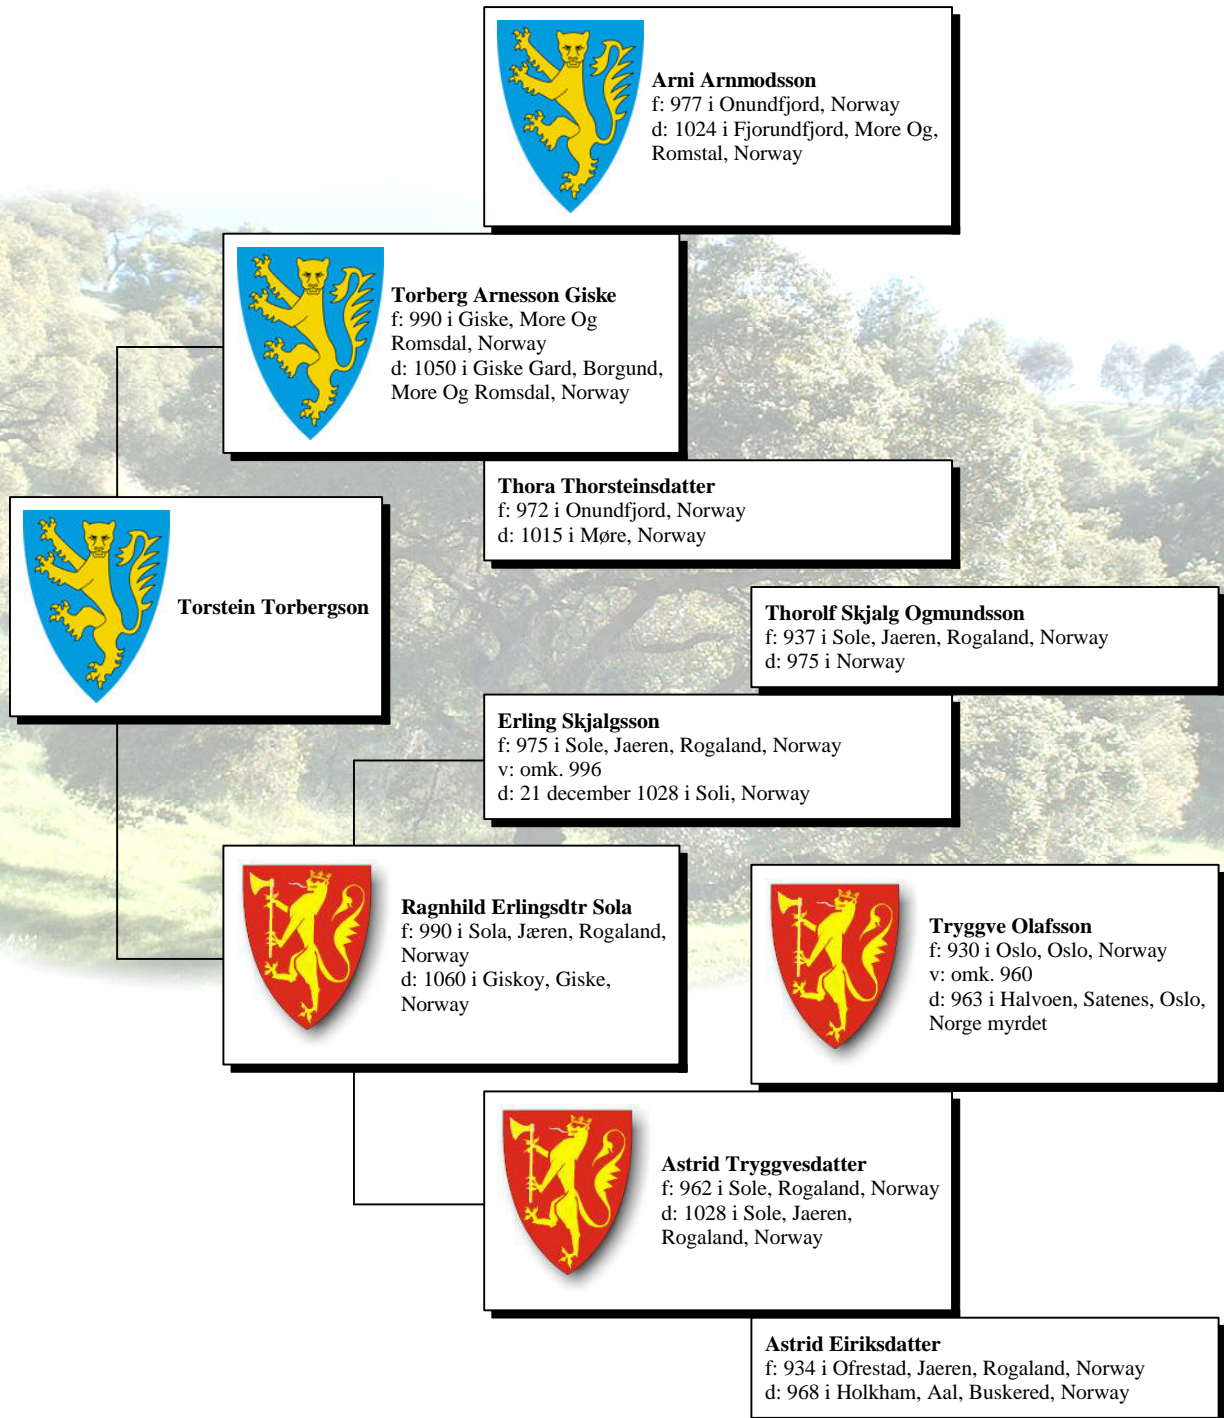 Arni Arnmodsson
f: 977 i Onundfjord, Norway
d: 1024 i Fjorundfjord, More Og,
Romstal, Norway
Torberg Arnesson Giske
f: 990 i Giske, More Og
Romsdal, Norway
d: 1050 i Giske Gard, Borgund,
More Og Romsdal, Norway
Thora Thorsteinsdatter
f: 972 i Onundfjord, Norway
d: 1015 i Møre, Norway
Torstein Torbergson
Thorolf Skjalg Ogmundsson
f: 937 i Sole, Jaeren, Rogaland, Norway
d: 975 i Norway
Erling Skjalgsson
f: 975 i Sole, Jaeren, Rogaland, Norway
v: omk. 996
d: 21 december 1028 i Soli, Norway
Ragnhild Erlingsdtr Sola
f: 990 i Sola, Jæren, Rogaland,
Norway
d: 1060 i Giskoy, Giske,
Norway
Tryggve Olafsson
f: 930 i Oslo, Oslo, Norway
v: omk. 960
d: 963 i Halvoen, Satenes, Oslo,
Norge myrdet
Astrid Tryggvesdatter
f: 962 i Sole, Rogaland, Norway
d: 1028 i Sole, Jaeren,
Rogaland, Norway
Astrid Eiriksdatter
f: 934 i Ofrestad, Jaeren, Rogaland, Norway
d: 968 i Holkham, Aal, Buskered, Norway